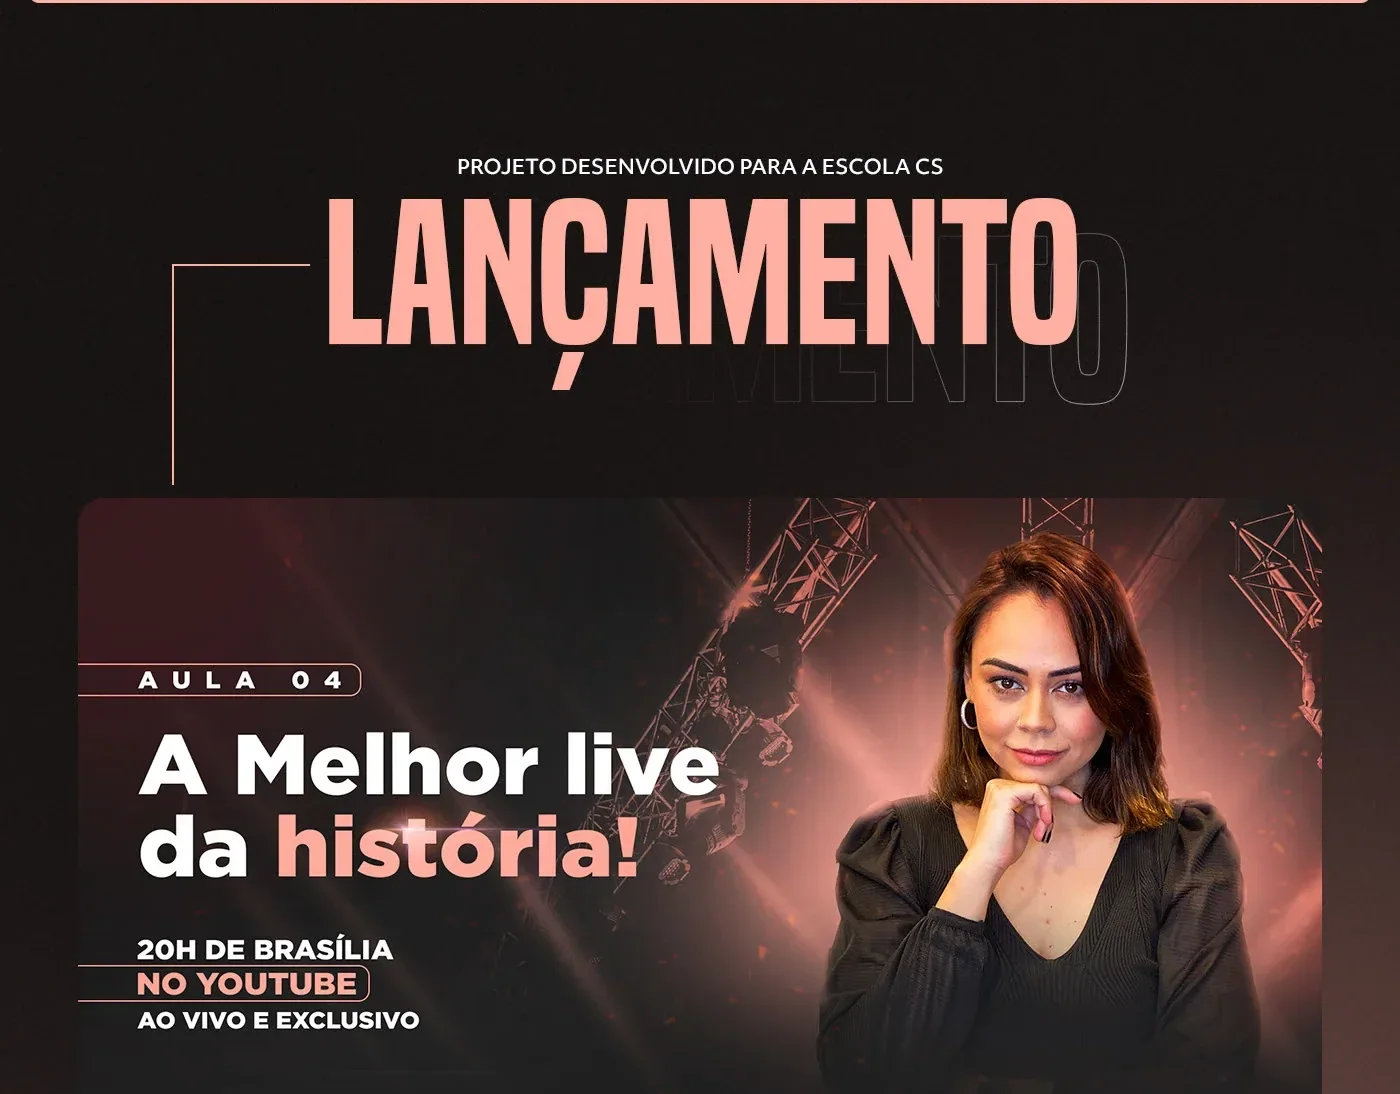 PROJETO DESENVOLVIDO PARA A ESCOLA CS
LANÇAMENTO
MENTO
AULA 04
A Melhor live
da história!
20H DE BRASÍLIA
NO YOUTUBE
AO VIVO E EXCLUSIVO